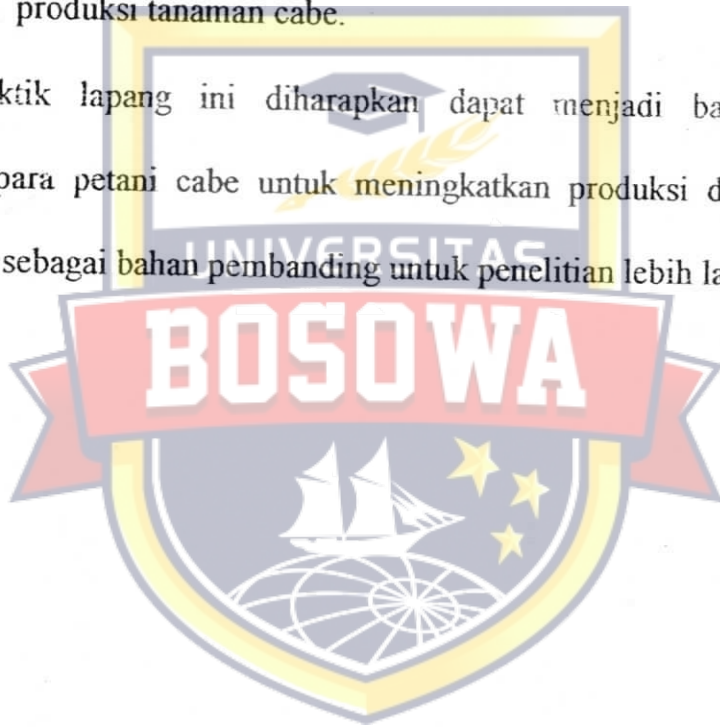 produksi tanaman cabe.
ktik lapang ini diharapkan dapat menjadi ba
para petani cabe untuk meningkatkan produksi d
sebagai bahan pembanding untuk penelitian lebih la
UNIVERSITAS
BOSOWA